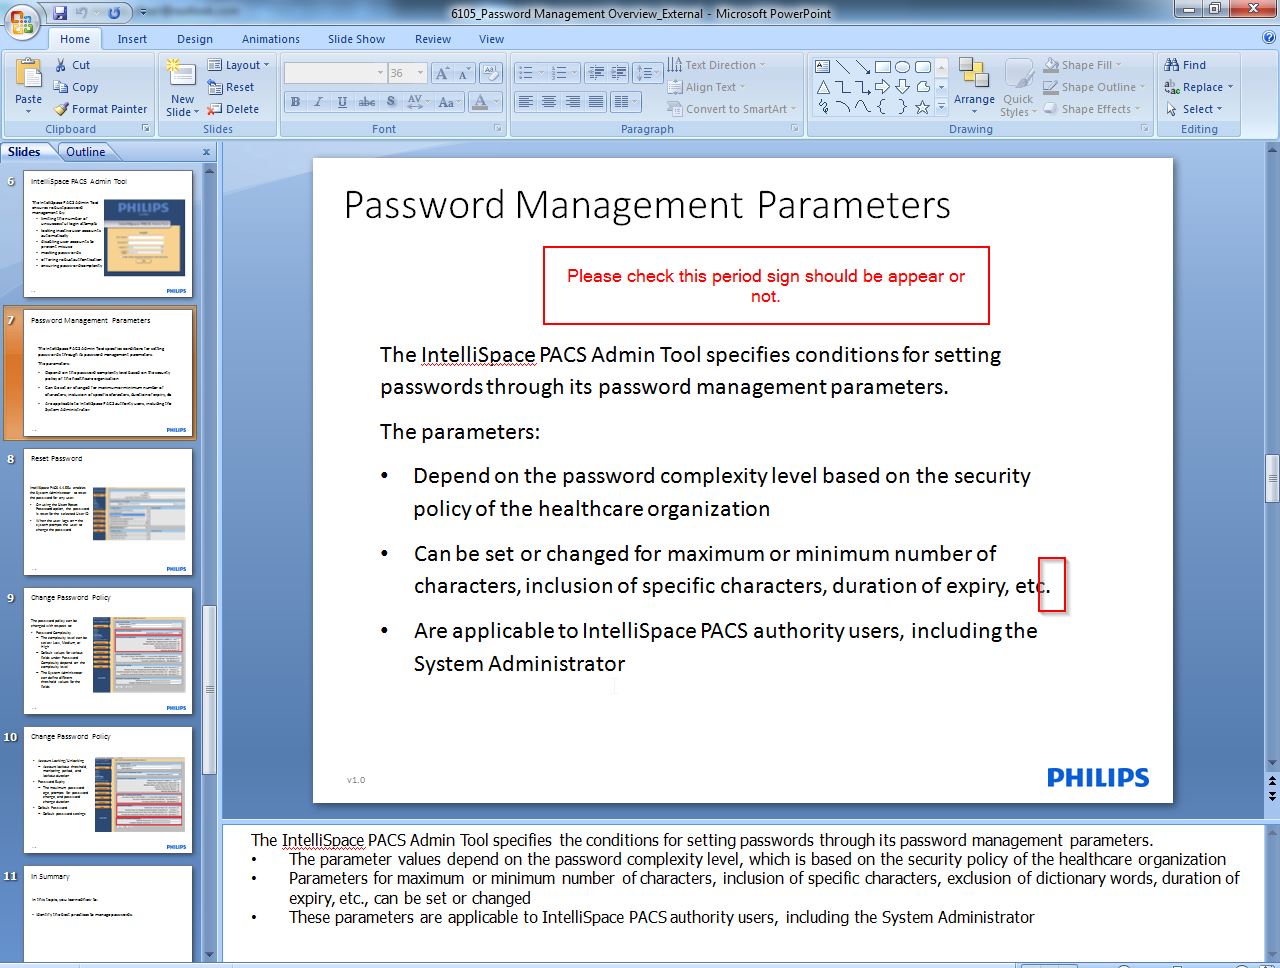 6105_Password Management Overview_External - Microsoft PowerPoint
Home Insert Design Animations Slide Show Review View
Paste
Cut
Copy
Format Painter
Clipboard
New Slide
Layout
Reset
Delete
Slides
36
B I U abc S AV Aa A
Font
Text Direction
Align Text
Convert to SmartArt
Paragraph
Arrange
Quick Styles
Shape Fill
Shape Outline
Shape Effects
Drawing
Find
Replace
Select
Editing
Slides Outline
6
IntelliSpace PACS Admin Tool
PHILIPS
PHILIPS
7
Password Management Parameters
The parameters:
PHILIPS
8
Reset Password
PHILIPS
9
Change Password Policy
PHILIPS
10
Change Password Policy
PHILIPS
11
In Summary
Password Management Parameters
Please check this period sign should be appear or
not.
The IntelliSpace PACS Admin Tool specifies conditions for setting
passwords through its password management parameters.
The parameters:
• Depend on the password complexity level based on the security
policy of the healthcare organization
• Can be set or changed for maximum or minimum number of
characters, inclusion of specific characters, duration of expiry, etc.
• Are applicable to IntelliSpace PACS authority users, including the
System Administrator
v1.0
PHILIPS
The IntelliSpace PACS Admin Tool specifies the conditions for setting passwords through its password management parameters.
• The parameter values depend on the password complexity level, which is based on the security policy of the healthcare organization
• Parameters for maximum or minimum number of characters, inclusion of specific characters, exclusion of dictionary words, duration of
expiry, etc., can be set or changed
• These parameters are applicable to IntelliSpace PACS authority users, including the System Administrator